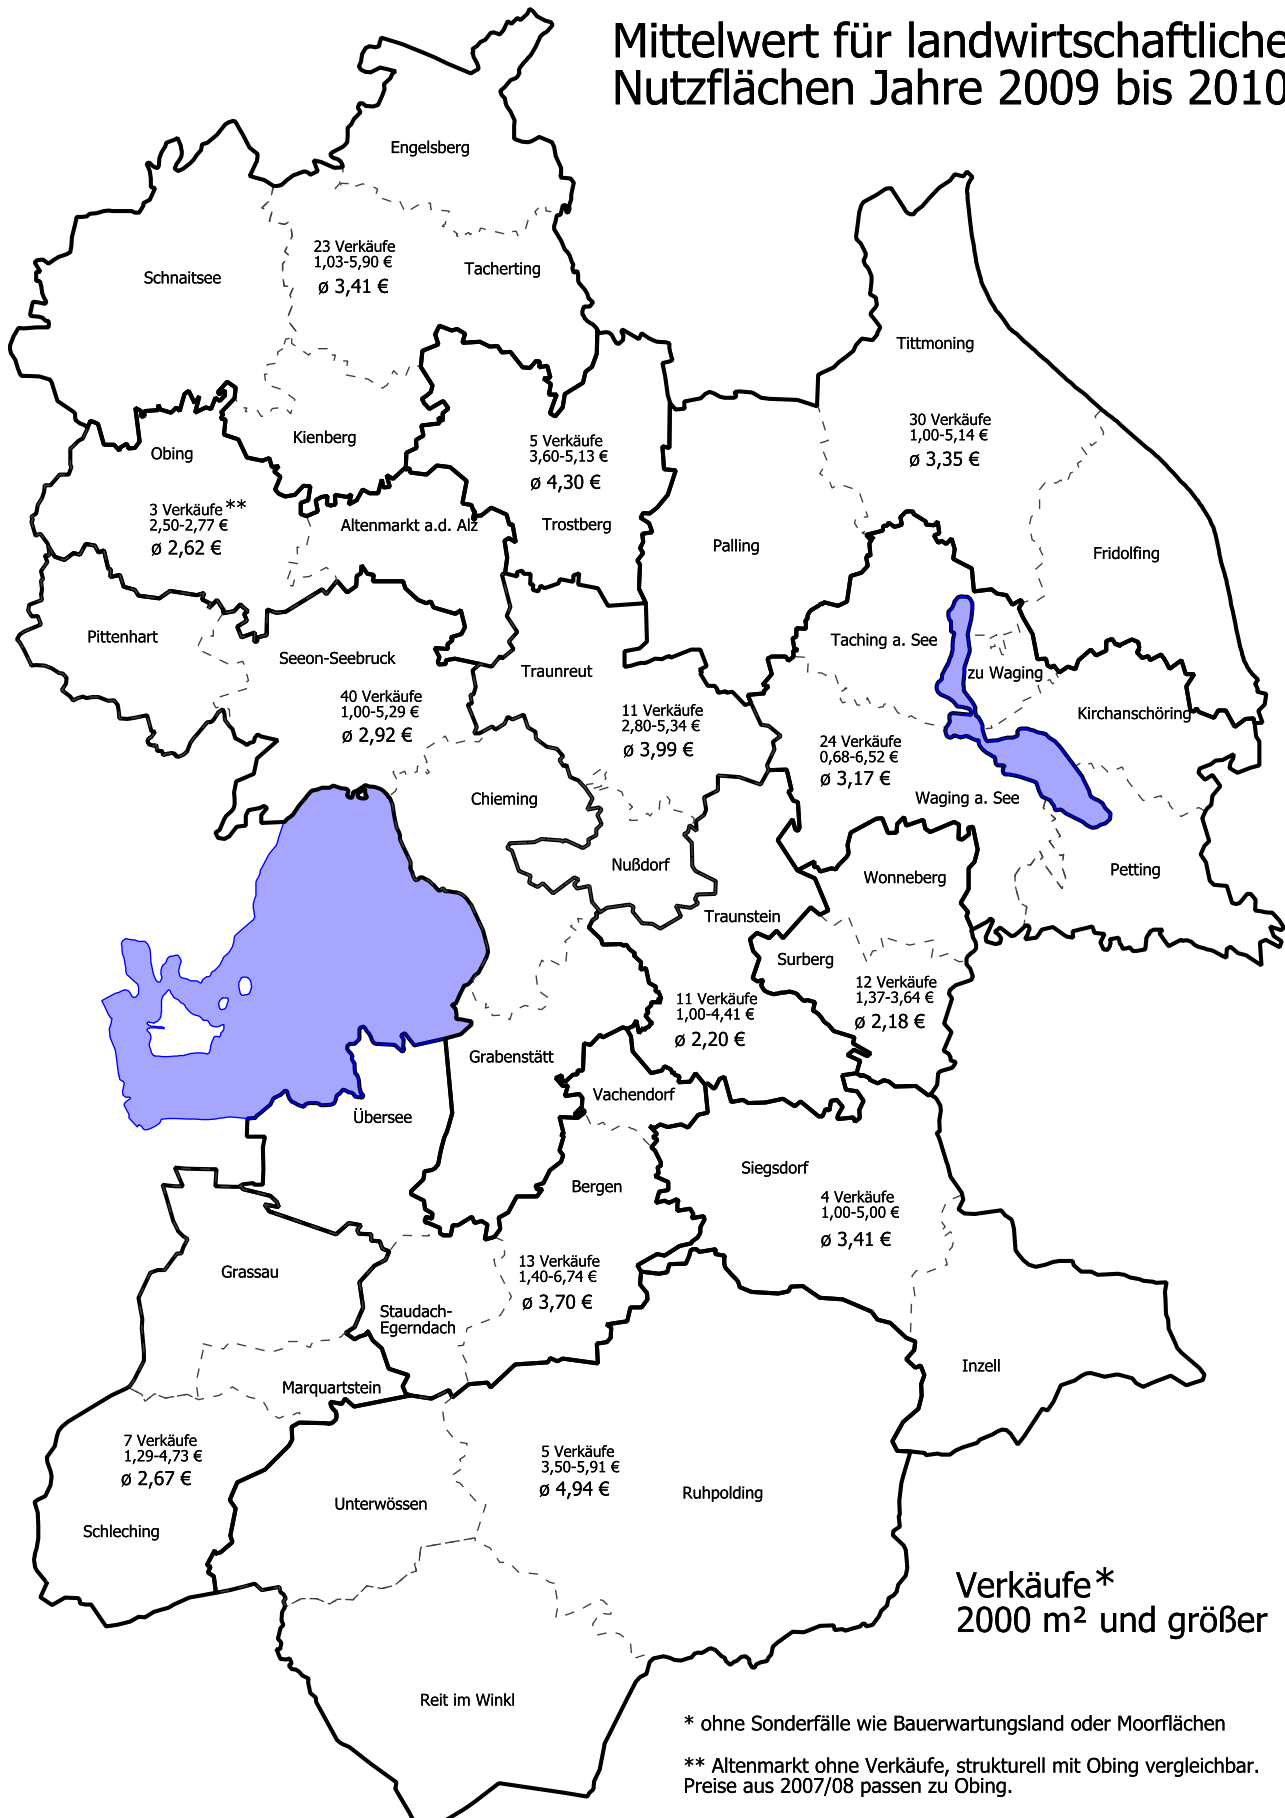 Mittelwert für landwirtschaftliche
Nutzflächen Jahre 2009 bis 2010
Engelsberg
23 Verkäufe
1,03-5,90 €
ø 3,41 €
Tacherting
Schnaitsee
Tittmoning
30 Verkäufe
1,00-5,14 €
ø 3,35 €
Kienberg
Obing
5 Verkäufe
3,60-5,13 €
ø 4,30 €
3 Verkäufe**
2,50-2,77 €
ø 2,62 €
Altenmarkt a.d. Alz
Trostberg
Palling
Fridolfing
Pittenhart
Seeon-Seebruck
Traunreut
Taching a. See
zu Waging
40 Verkäufe
1,00-5,29 €
ø 2,92 €
11 Verkäufe
2,80-5,34 €
ø 3,99 €
Kirchanschöring
24 Verkäufe
0,68-6,52 €
ø 3,17 €
Chieming
Waging a. See
Nußdorf
Wonneberg
Petting
Traunstein
Surberg
12 Verkäufe
1,37-3,64 €
ø 2,18 €
11 Verkäufe
1,00-4,41 €
ø 2,20 €
Grabenstätt
Vachendorf
Übersee
Siegsdorf
Bergen
4 Verkäufe
1,00-5,00 €
ø 3,41 €
Grassau
13 Verkäufe
1,40-6,74 €
ø 3,70 €
Staudach-
Egerndach
Inzell
Marquartstein
7 Verkäufe
1,29-4,73 €
ø 2,67 €
5 Verkäufe
3,50-5,91 €
ø 4,94 €
Ruhpolding
Unterwössen
Schleching
Verkäufe*
2000 m² und größer
Reit im Winkl
* ohne Sonderfälle wie Bauerwartungsland oder Moorflächen
** Altenmarkt ohne Verkäufe, strukturell mit Obing vergleichbar.
Preise aus 2007/08 passen zu Obing.